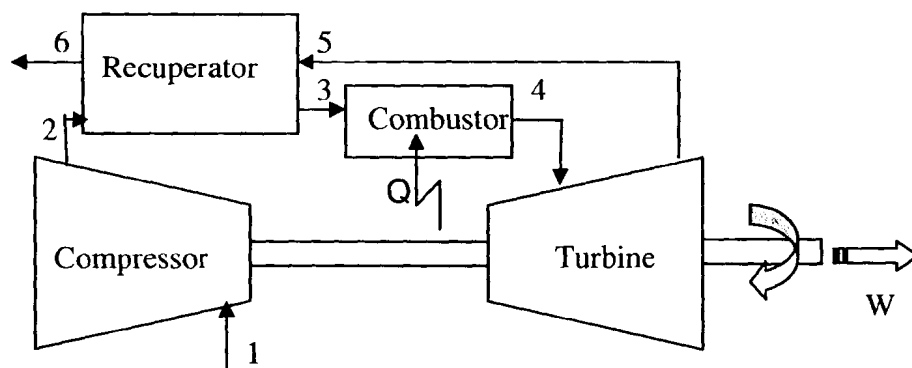 6
5
Recuperator
3
4
2
Combustor
Q
Compressor
Turbine
W
1